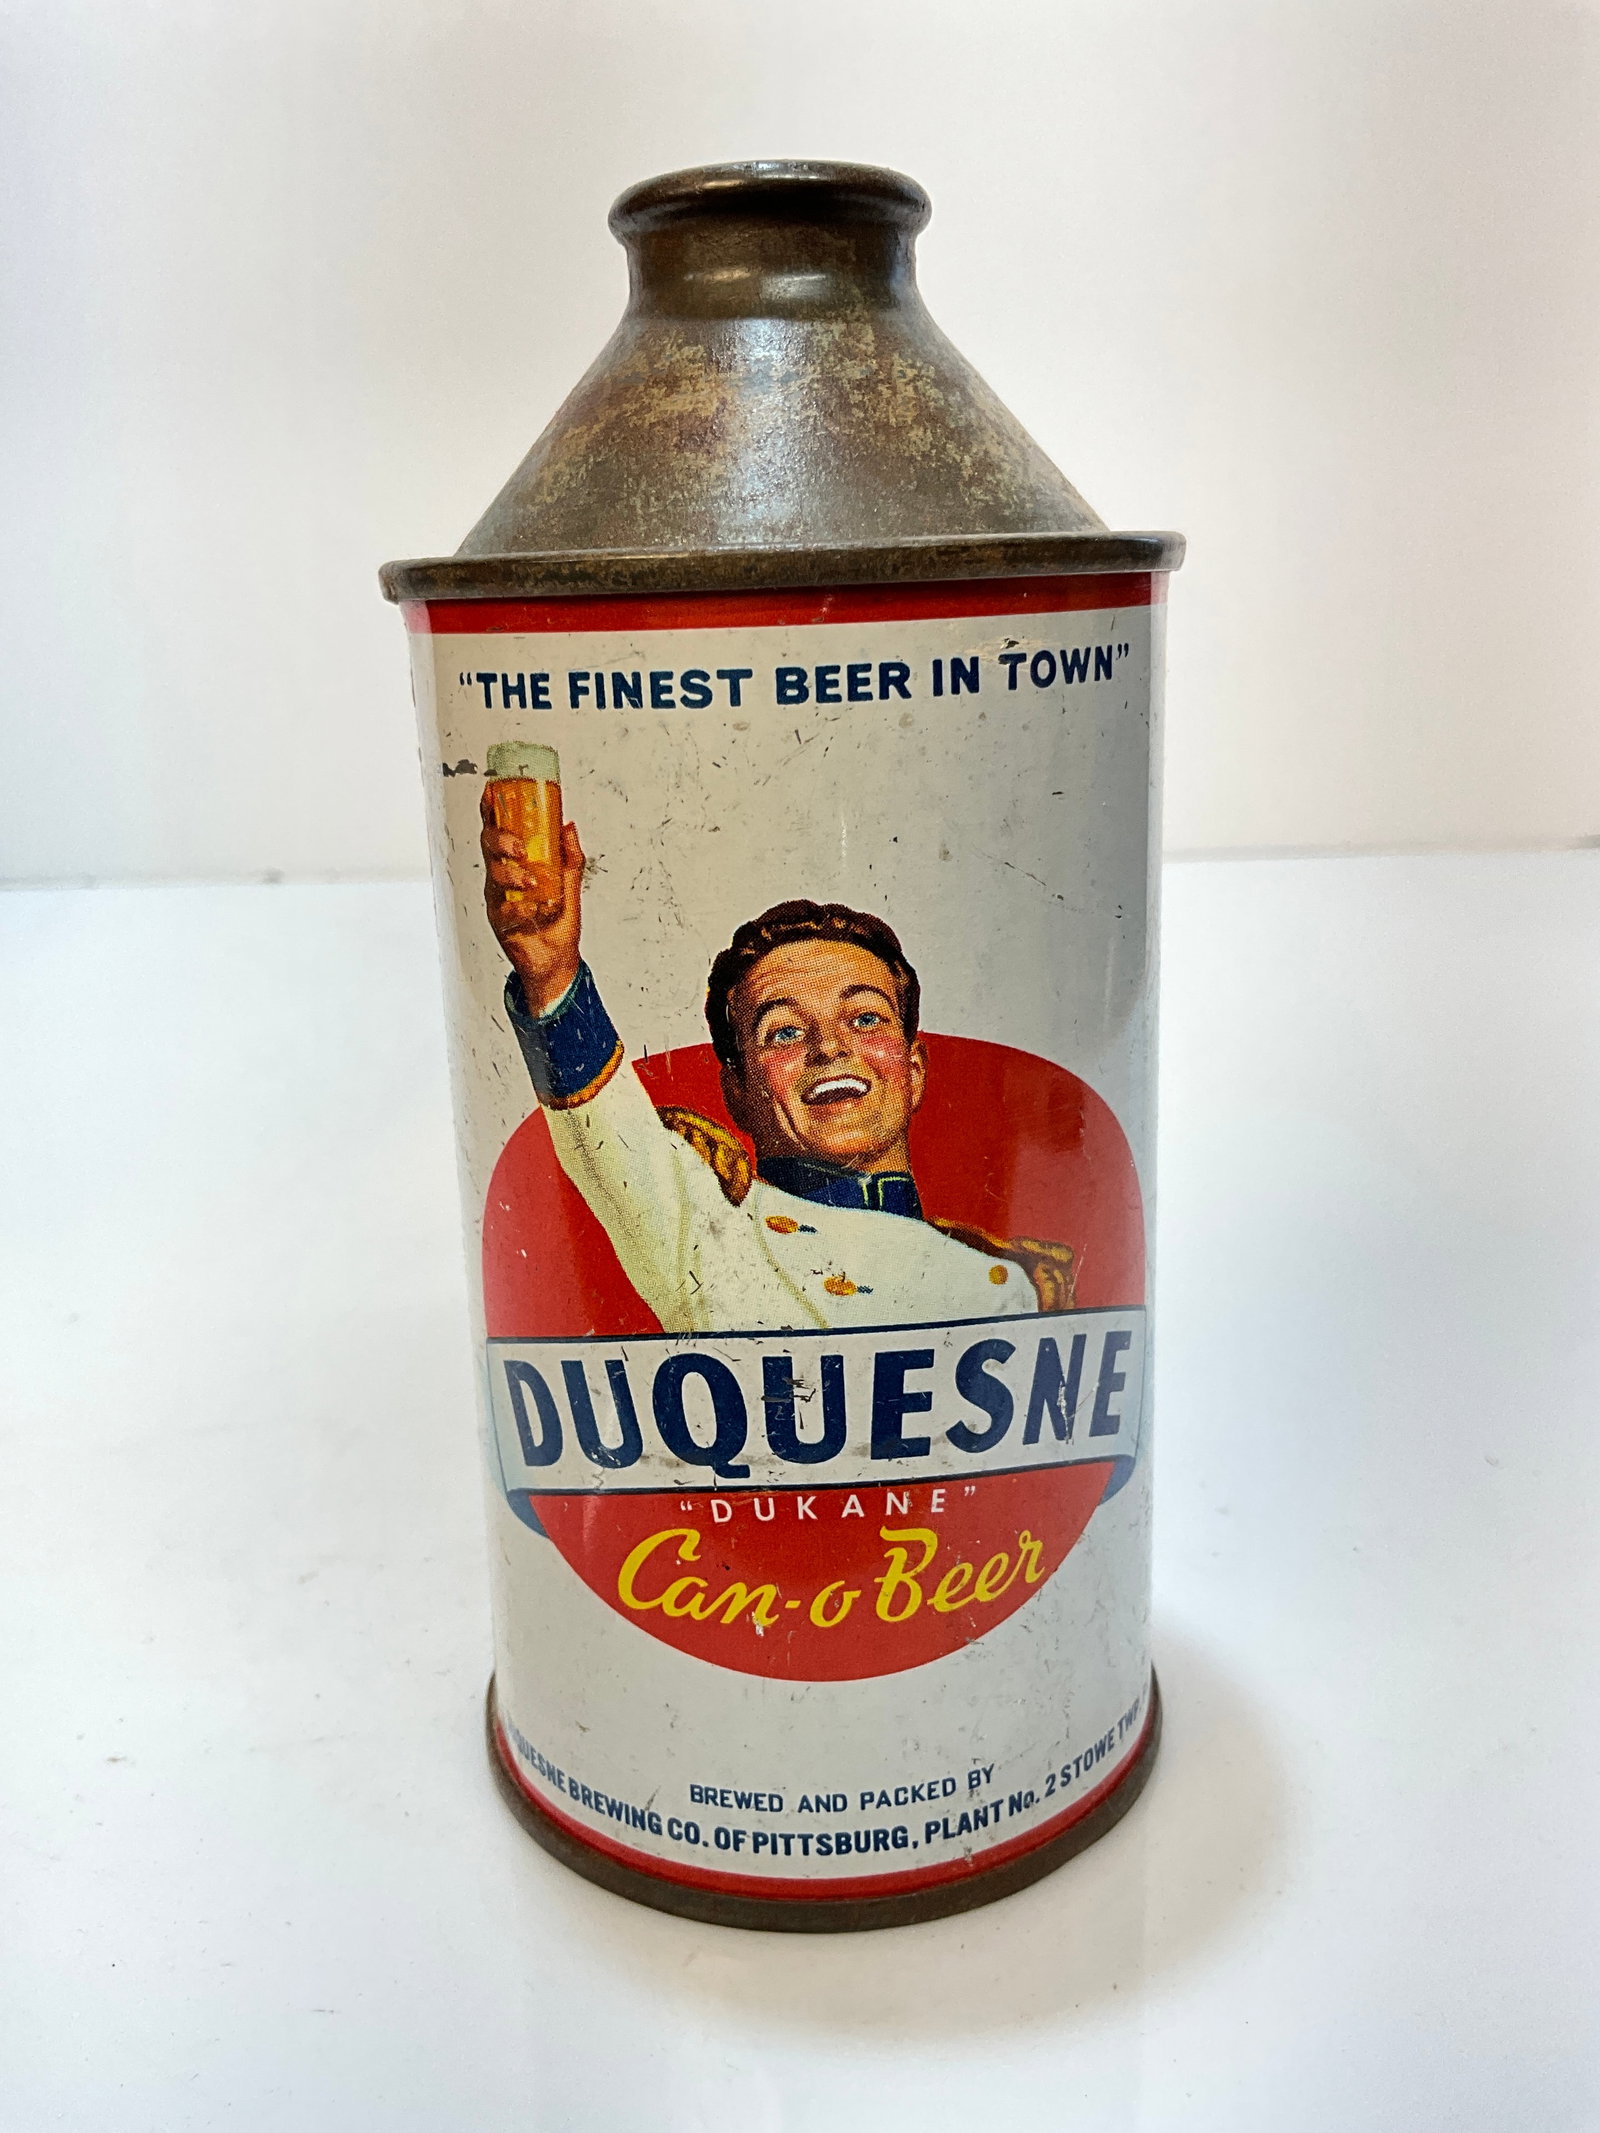 “THE FINEST BEER IN TOWN”
DUQUESNE
“DUKANE”
Can-o Beer
BREWED AND PACKED BY
BREWING CO. OF PITTSBURG, PLANT No. 2 STOWE TWP.